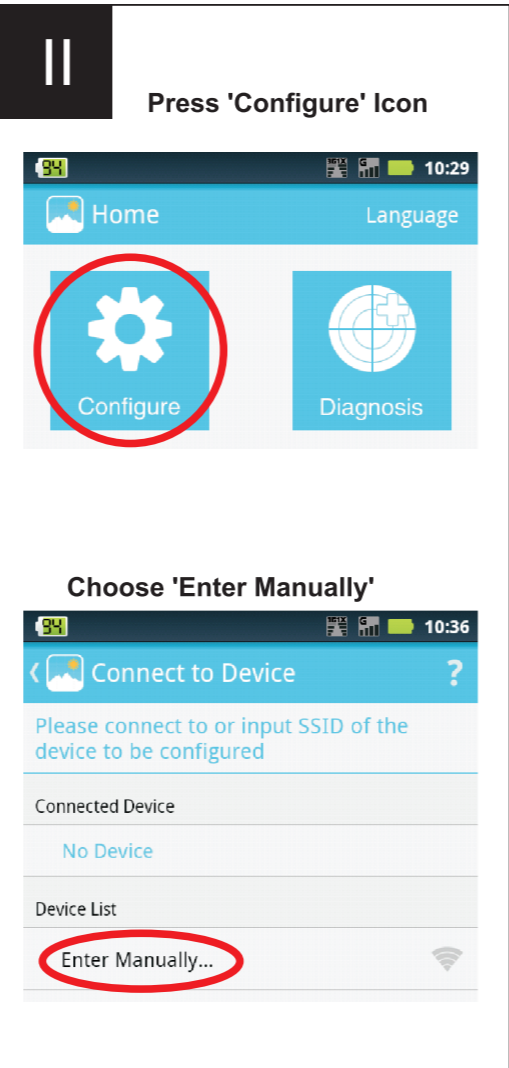 II
Press 'Configure' Icon
94 1X G 10:29
Home Language
Configure Diagnosis
Choose 'Enter Manually'
94 1X G 10:36
Connect to Device ?
Please connect to or input SSID of the
device to be configured
Connected Device
No Device
Device List
Enter Manually...